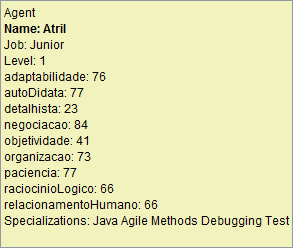 Agent
Name: Atril
Job: Junior
Level: 1
adaptabilidade: 76
autoDidata: 77
detalhista: 23
negociacao: 84
objetividade: 41
organizacao: 73
paciencia: 77
raciocinioLogico: 66
relacionamentoHumano: 66
Specializations: Java Agile Methods Debugging Test